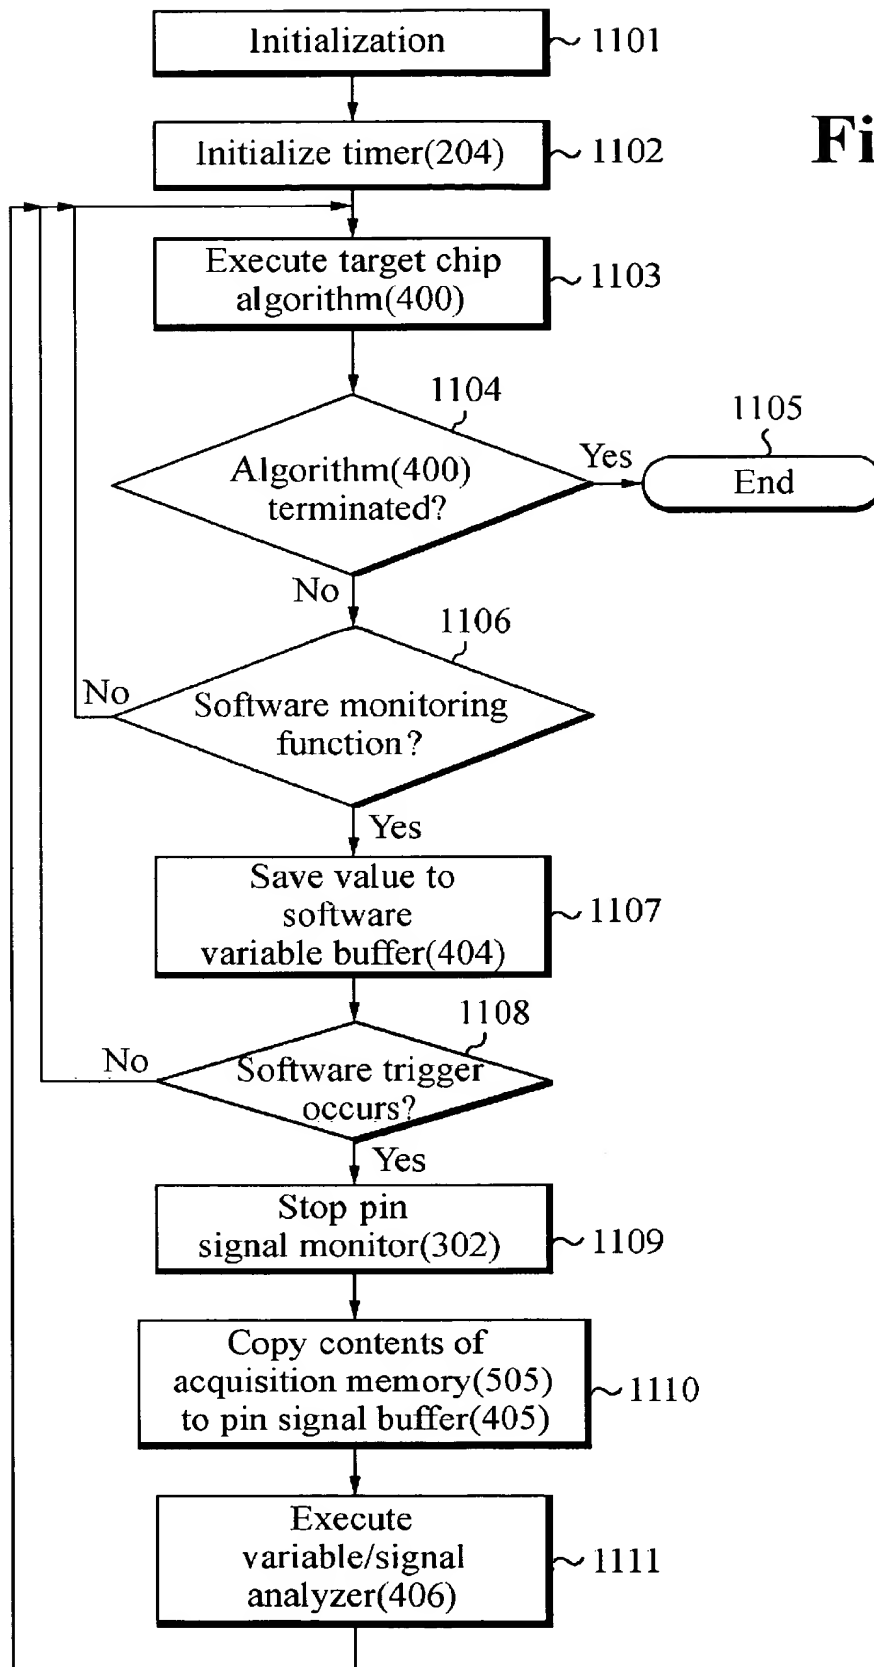 Initialization
1101
Initialize timer(204)
1102
Fi
Execute target chip
algorithm(400)
1103
1104
Algorithm(400)
terminated?
Yes
1105
End
No
1106
Software monitoring
function?
No
Yes
Save value to
software
variable buffer(404)
1107
1108
Software trigger
occurs?
No
Yes
Stop pin
signal monitor(302)
1109
Copy contents of
acquisition memory(505)
to pin signal buffer(405)
1110
Execute
variable/signal
analyzer(406)
1111